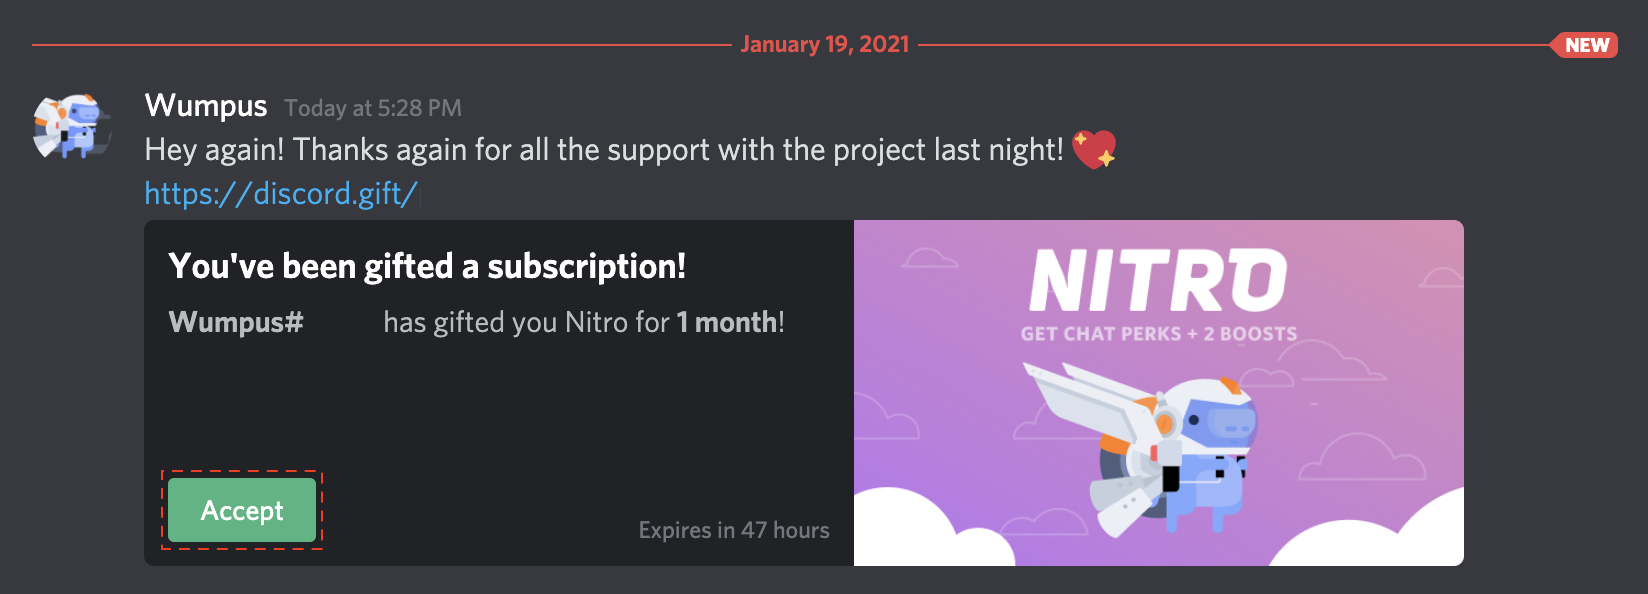 January 19, 2021
NEW
Wumpus Today at 5:28 PM
Hey again! Thanks again for all the support with the project last night!
https://discord.gift/
You've been gifted a subscription!
Wumpus# has gifted you Nitro for 1 month!
Accept
Expires in 47 hours
NITRO
GET CHAT PERKS + 2 BOOSTS